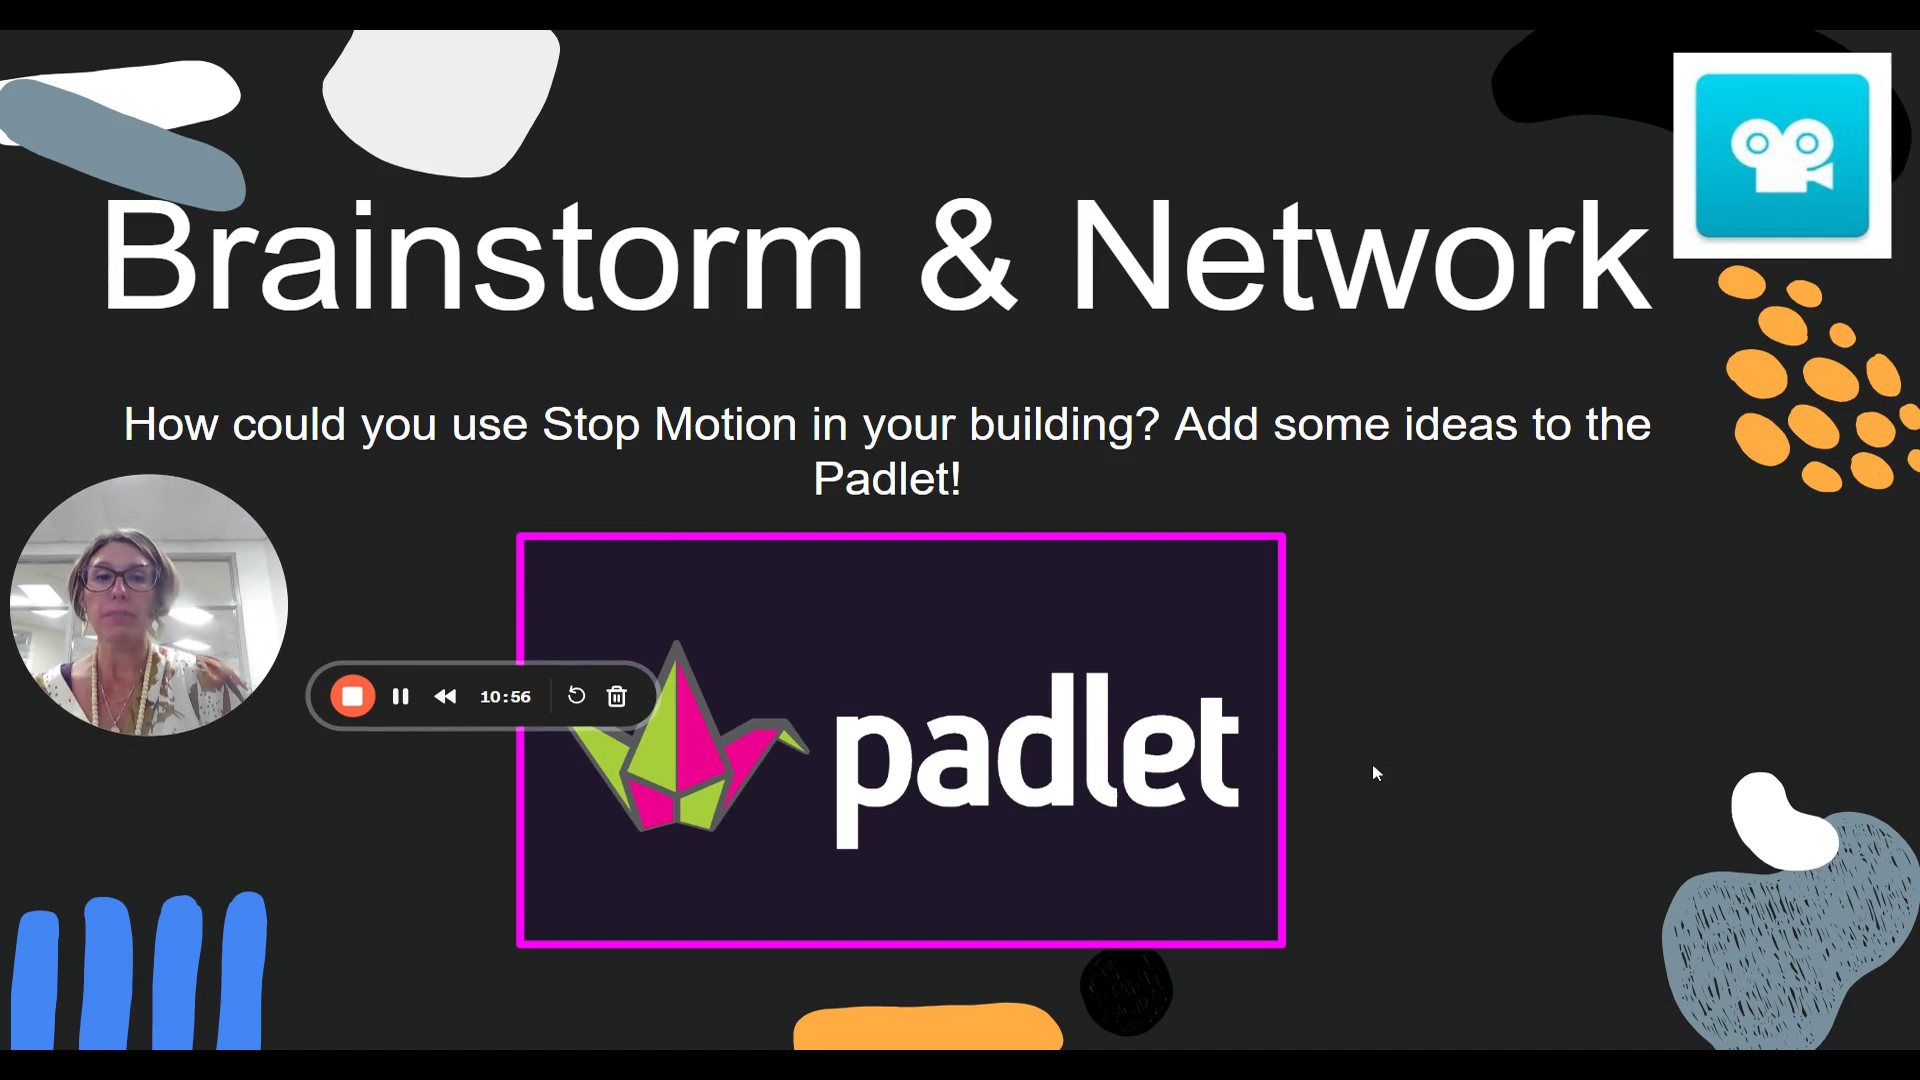 Brainstorm & Network
How could you use Stop Motion in your building? Add some ideas to the
Padlet!
10:56
padlet